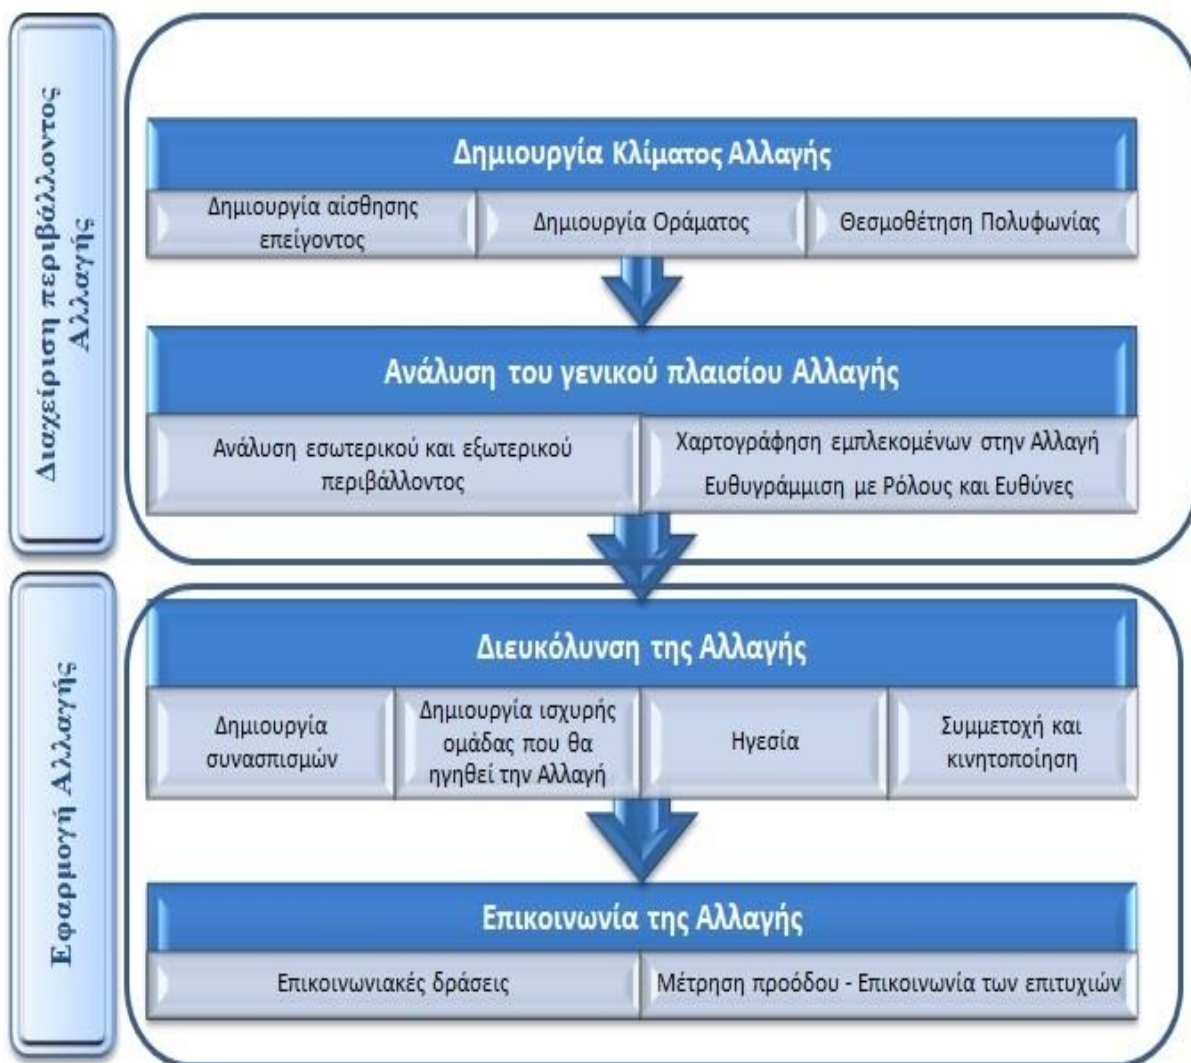 Διαχείριση περιβάλλοντος
Αλλαγής
Δημιουργία Κλίματος Αλλαγής
Δημιουργία αίσθησης
επείγοντος
Δημιουργία Οράματος
Θεσμοθέτηση Πολυφωνίας
Ανάλυση του γενικού πλαισίου Αλλαγής
Ανάλυση εσωτερικού και εξωτερικού
περιβάλλοντος
Χαρτογράφηση εμπλεκομένων στην Αλλαγή
Ευθυγράμμιση με Ρόλους και Ευθύνες
Εφαρμογή Αλλαγής
Διευκόλυνση της Αλλαγής
Δημιουργία
συνασπισμών
Δημιουργία ισχυρής
ομάδας που θα
ηγηθεί την Αλλαγή
Ηγεσία
Συμμετοχή και
κινητοποίηση
Επικοινωνία της Αλλαγής
Επικοινωνιακές δράσεις
Μέτρηση προόδου - Επικοινωνία των επιτυχιών